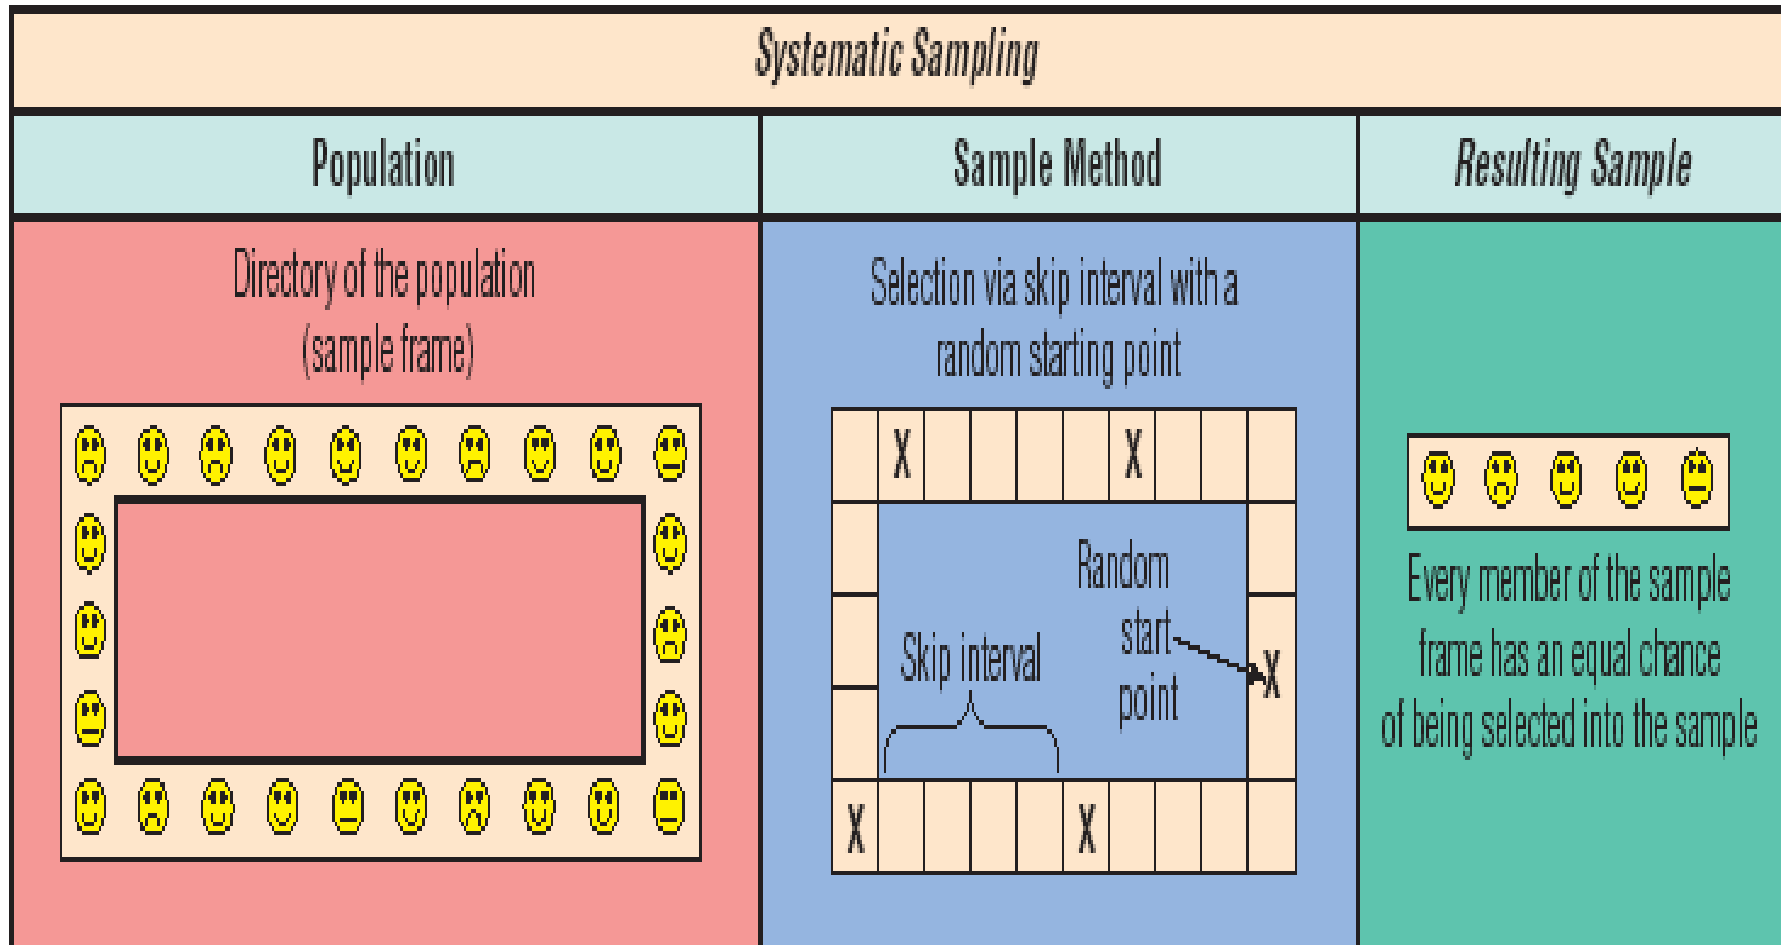 Systematic Sampling
Population
Sample Method
Resulting Sample
Directory of the population
(sample frame)
Selection via skip interval with a
random starting point
X
X
Random
start
point
Skip interval
X
X
X
Every member of the sample
frame has an equal chance
of being selected into the sample